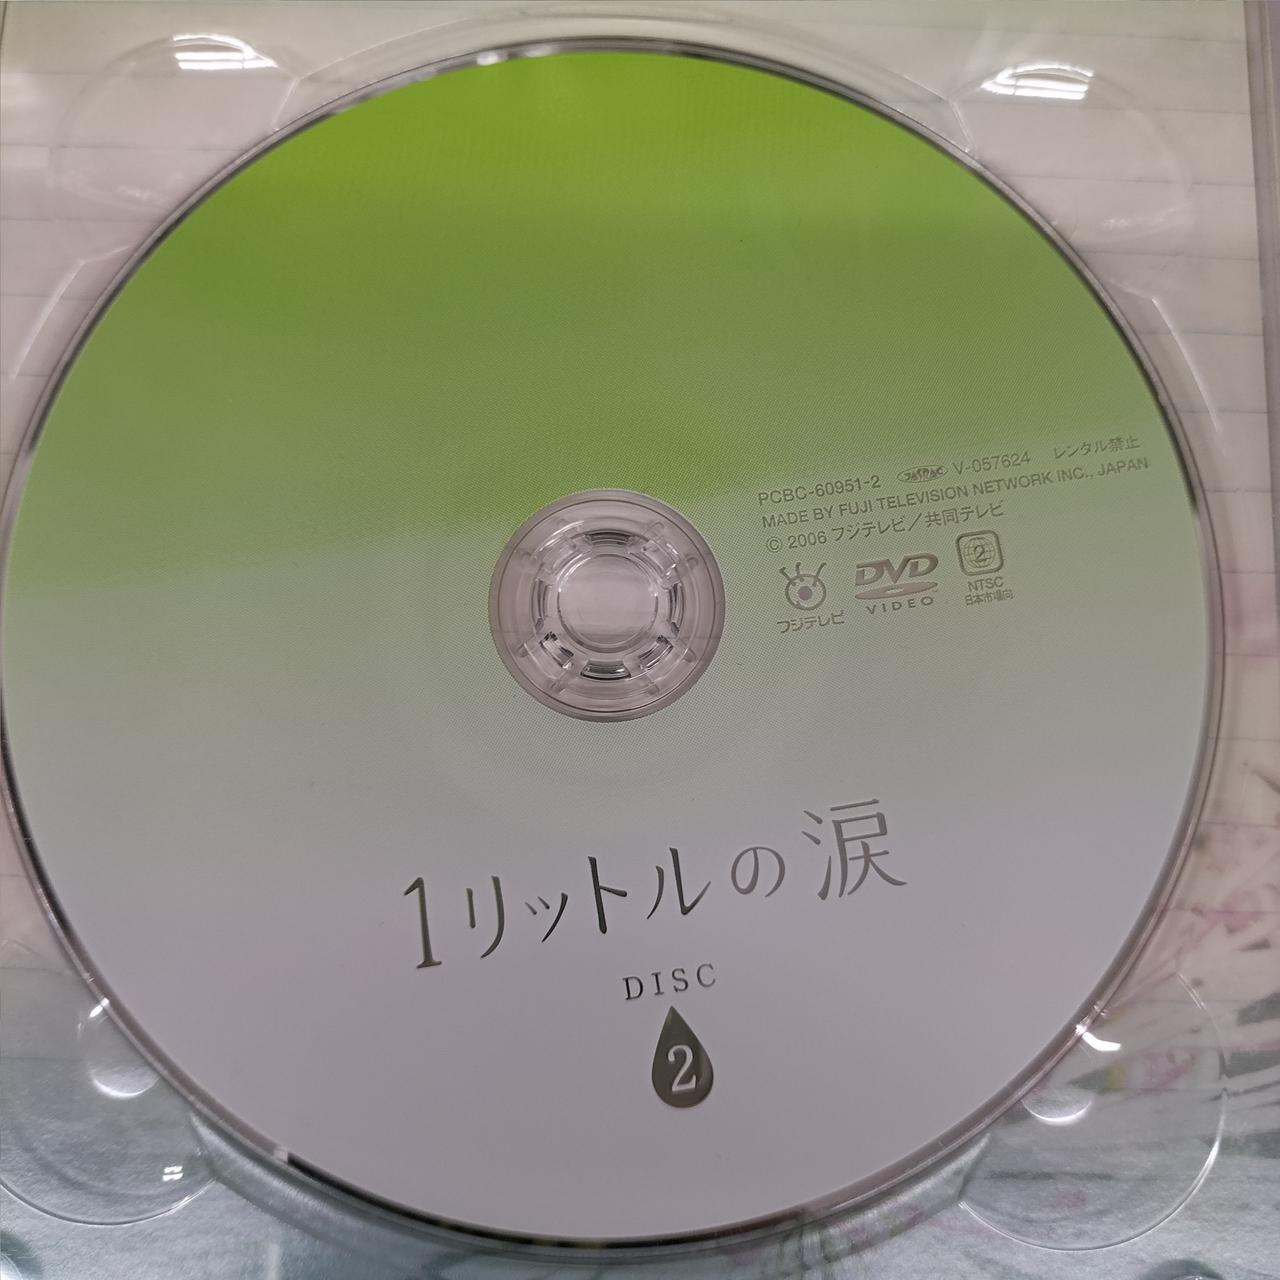 PCBC-60951-2 JASRAC V-057624 レンタル禁止
MADE BY FUJI TELEVISION NETWORK INC., JAPAN
© 2006 フジテレビ／共同テレビ
フジテレビ
DVD
VIDEO
2
NTSC
日本市場向
1リットルの涙
DISC
2